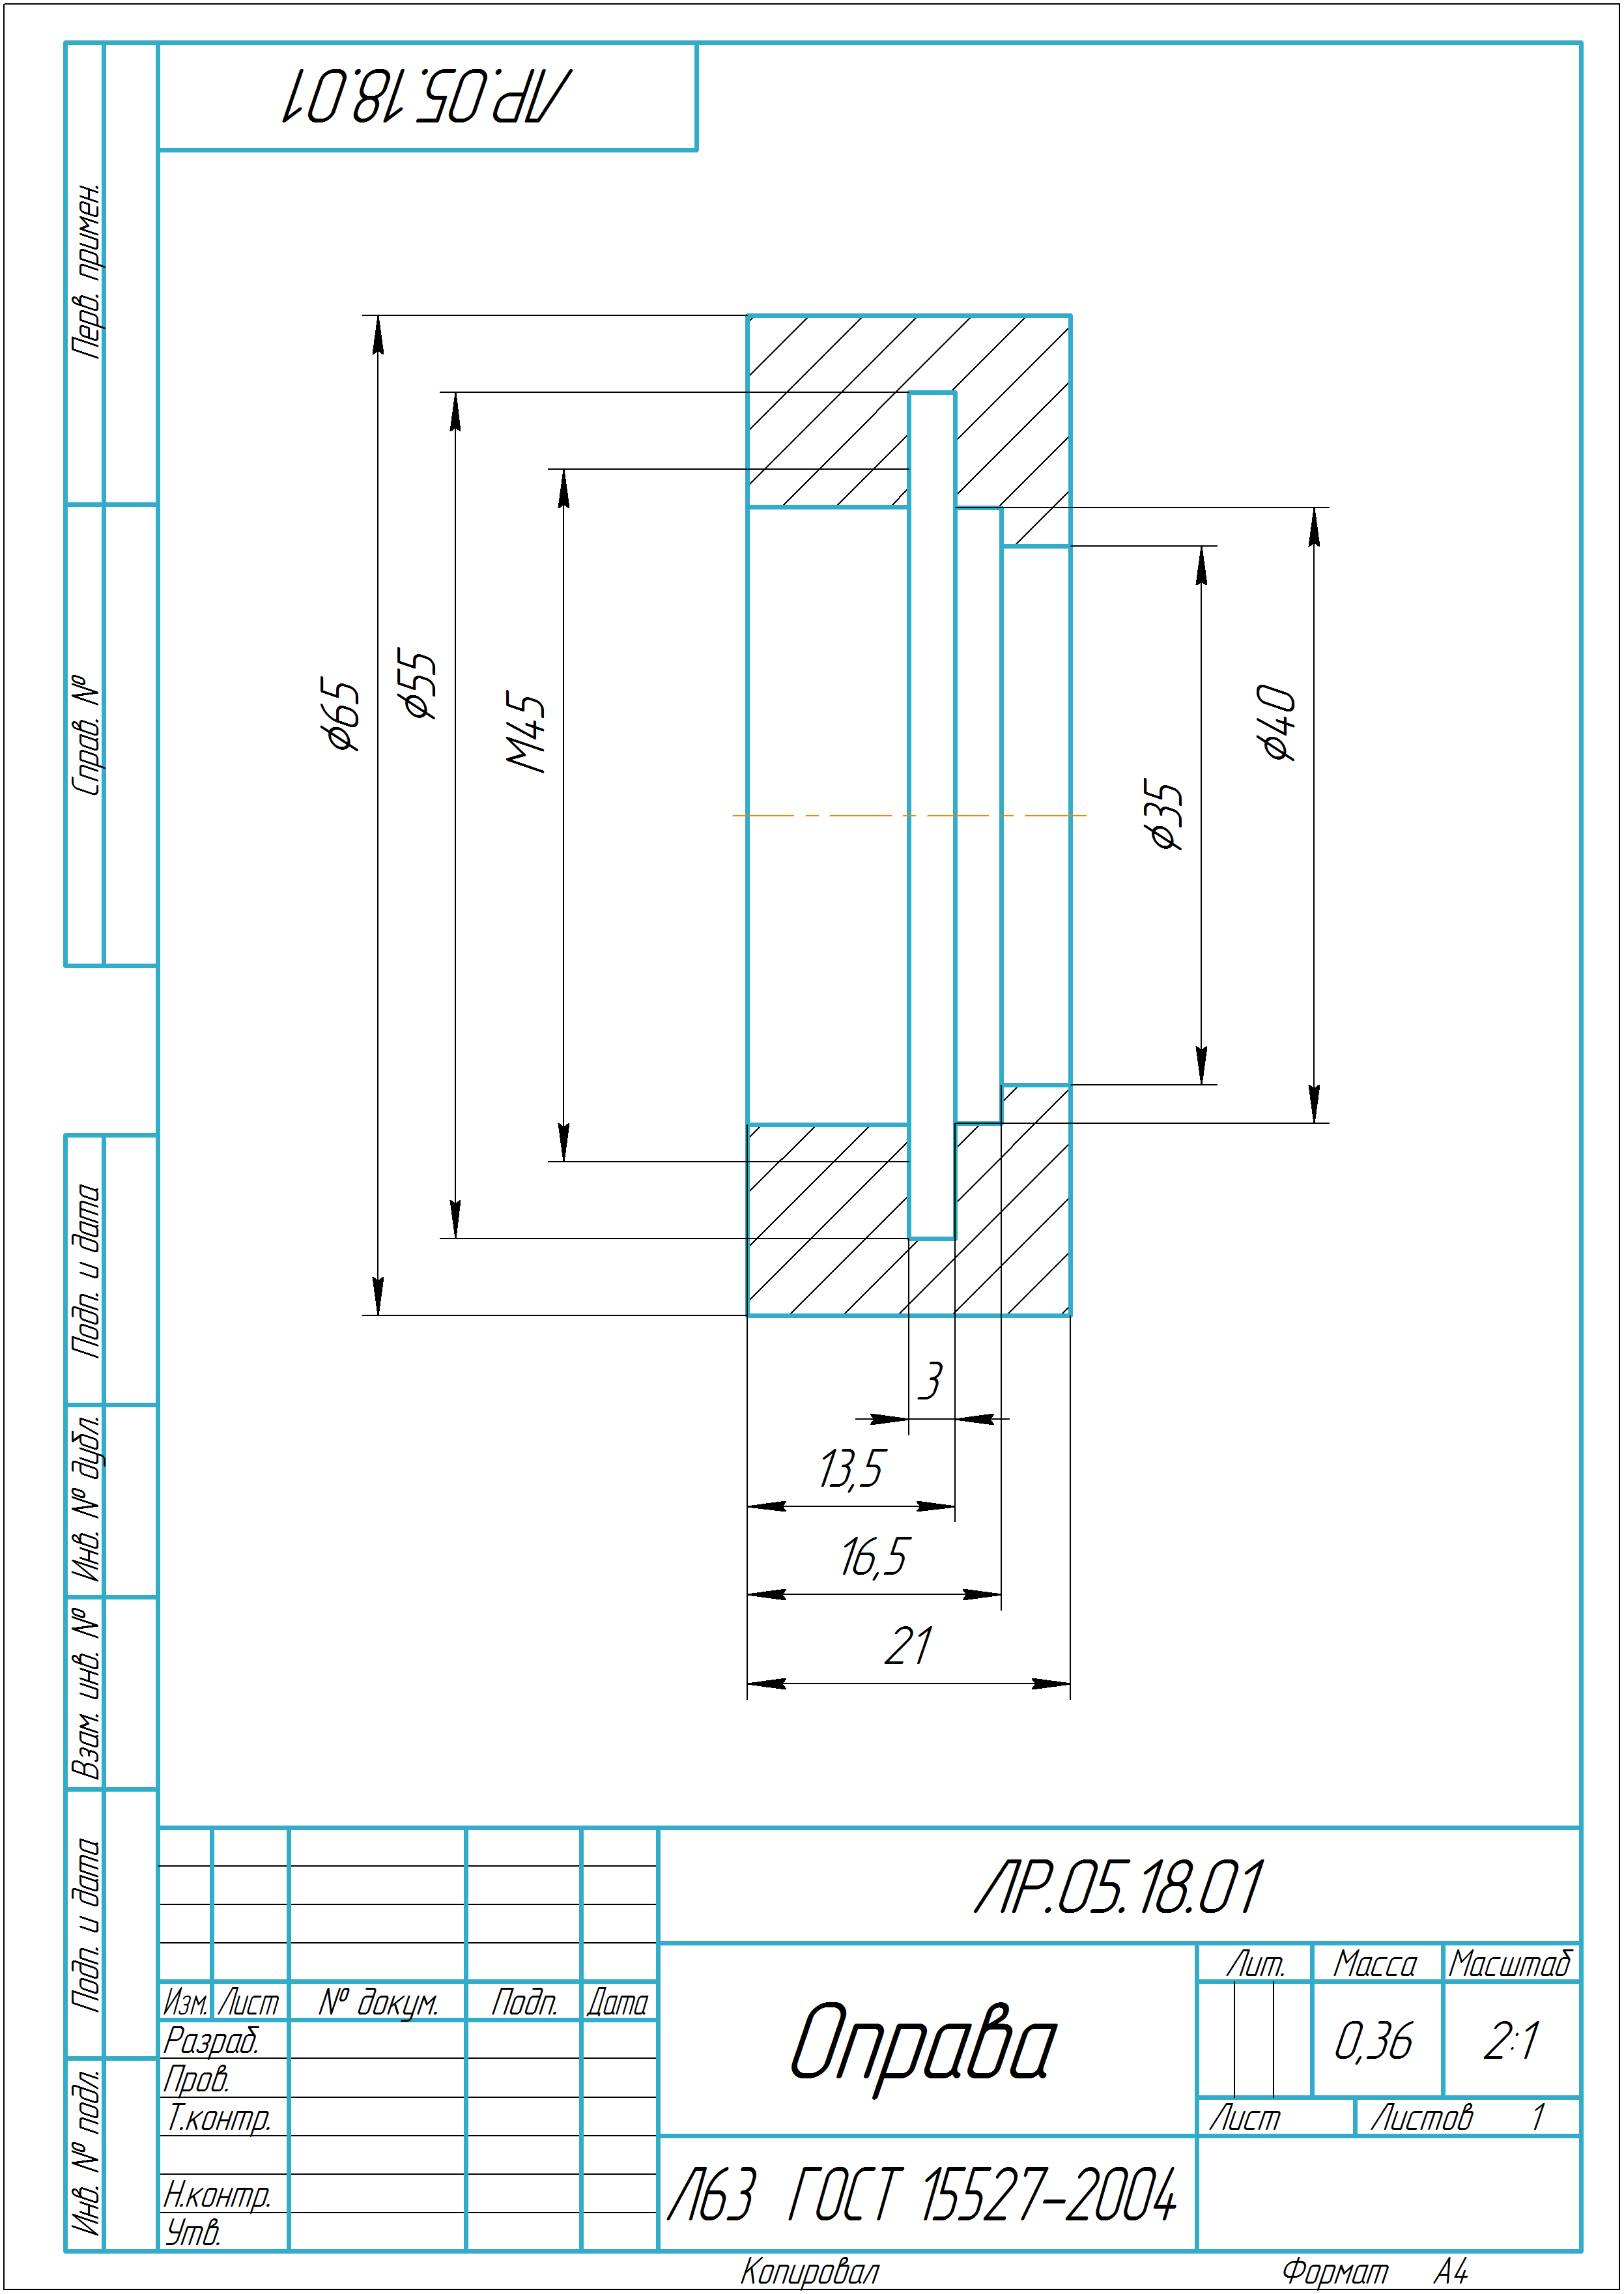 ЛР.05.18.01
Перв. примен.
Справ. №
Подп. и дата
Инв. № дубл.
Взам. инв. №
Подп. и дата
Инв. № подл.
⌀65
⌀55
М45
⌀35
⌀40
3
13,5
16,5
21
ЛР.05.18.01
Изм. Лист № докум. Подп. Дата
Разраб.
Пров.
Т.контр.
Н.контр.
Утв.
Оправа
Лит. Масса Масштаб
0,36 2:1
Лист Листов 1
Л63 ГОСТ 15527-2004
Копировал Формат А4